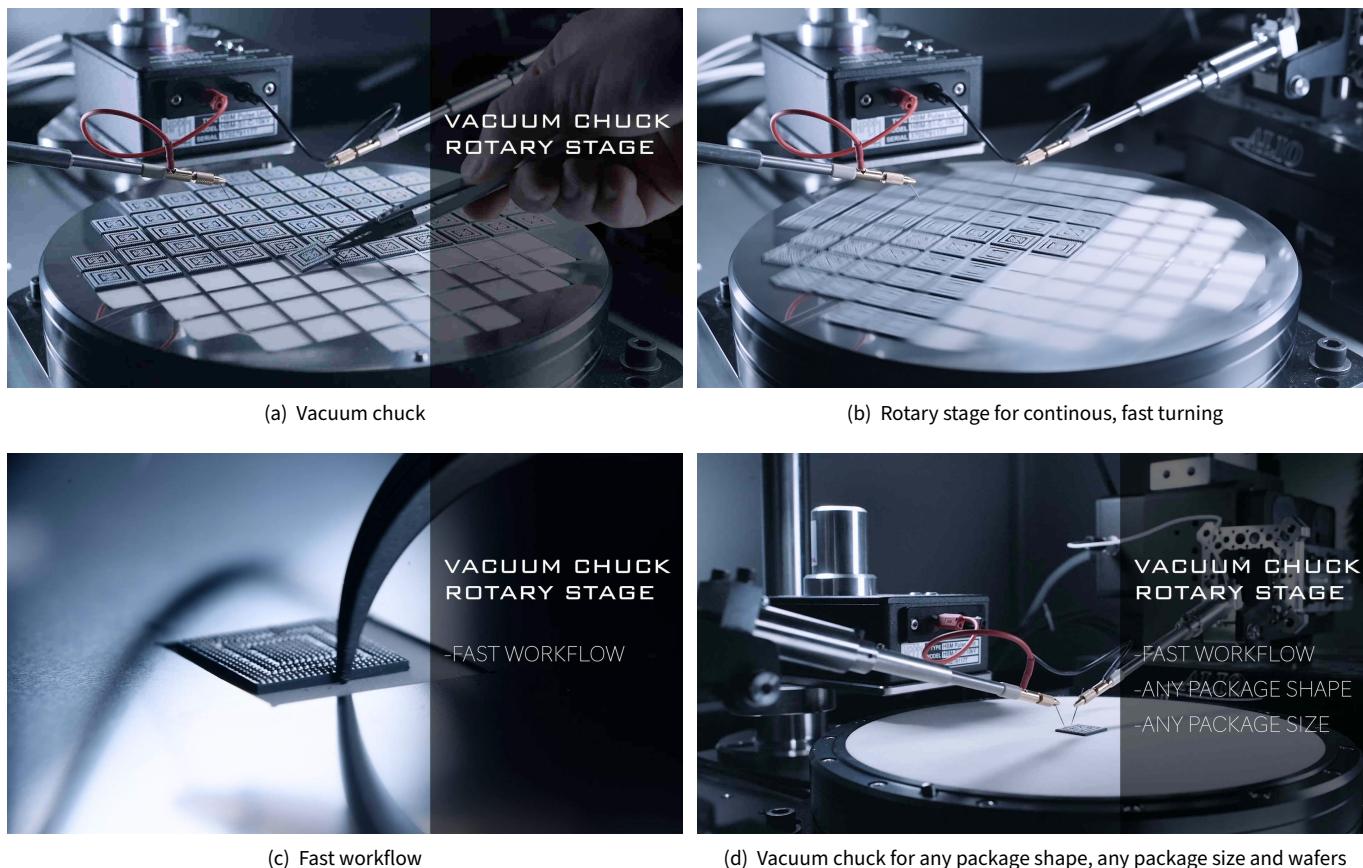 VACUUM CHUCK
ROTARY STAGE
(a) Vacuum chuck
(b) Rotary stage for continous, fast turning
VACUUM CHUCK
ROTARY STAGE
-FAST WORKFLOW
(c) Fast workflow
VACUUM CHUCK
ROTARY STAGE
-FAST WORKFLOW
-ANY PACKAGE SHAPE
-ANY PACKAGE SIZE
(d) Vacuum chuck for any package shape, any package size and wafers